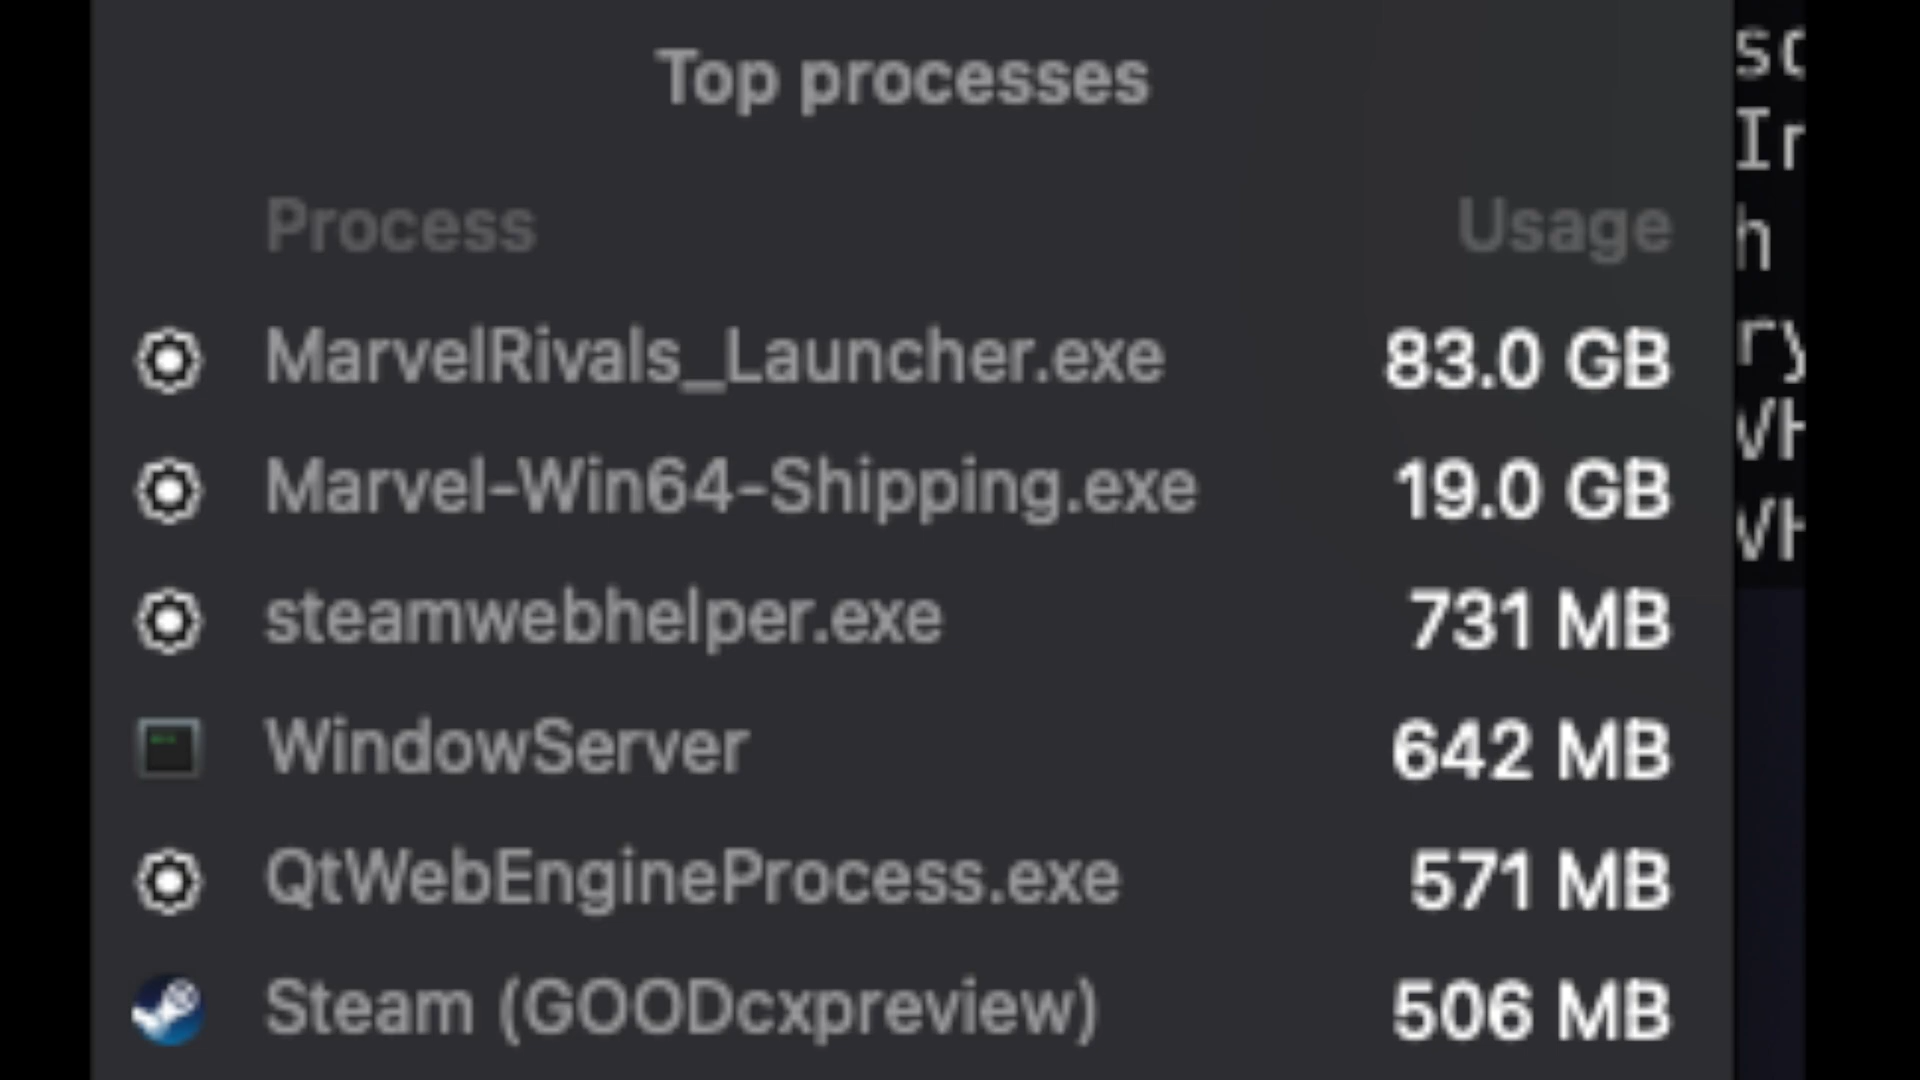 Top processes
Process Usage
MarvelRivals_Launcher.exe 83.0 GB
Marvel-Win64-Shipping.exe 19.0 GB
steamwebhelper.exe 731 MB
WindowServer 642 MB
QtWebEngineProcess.exe 571 MB
Steam (GOODcxpreview) 506 MB